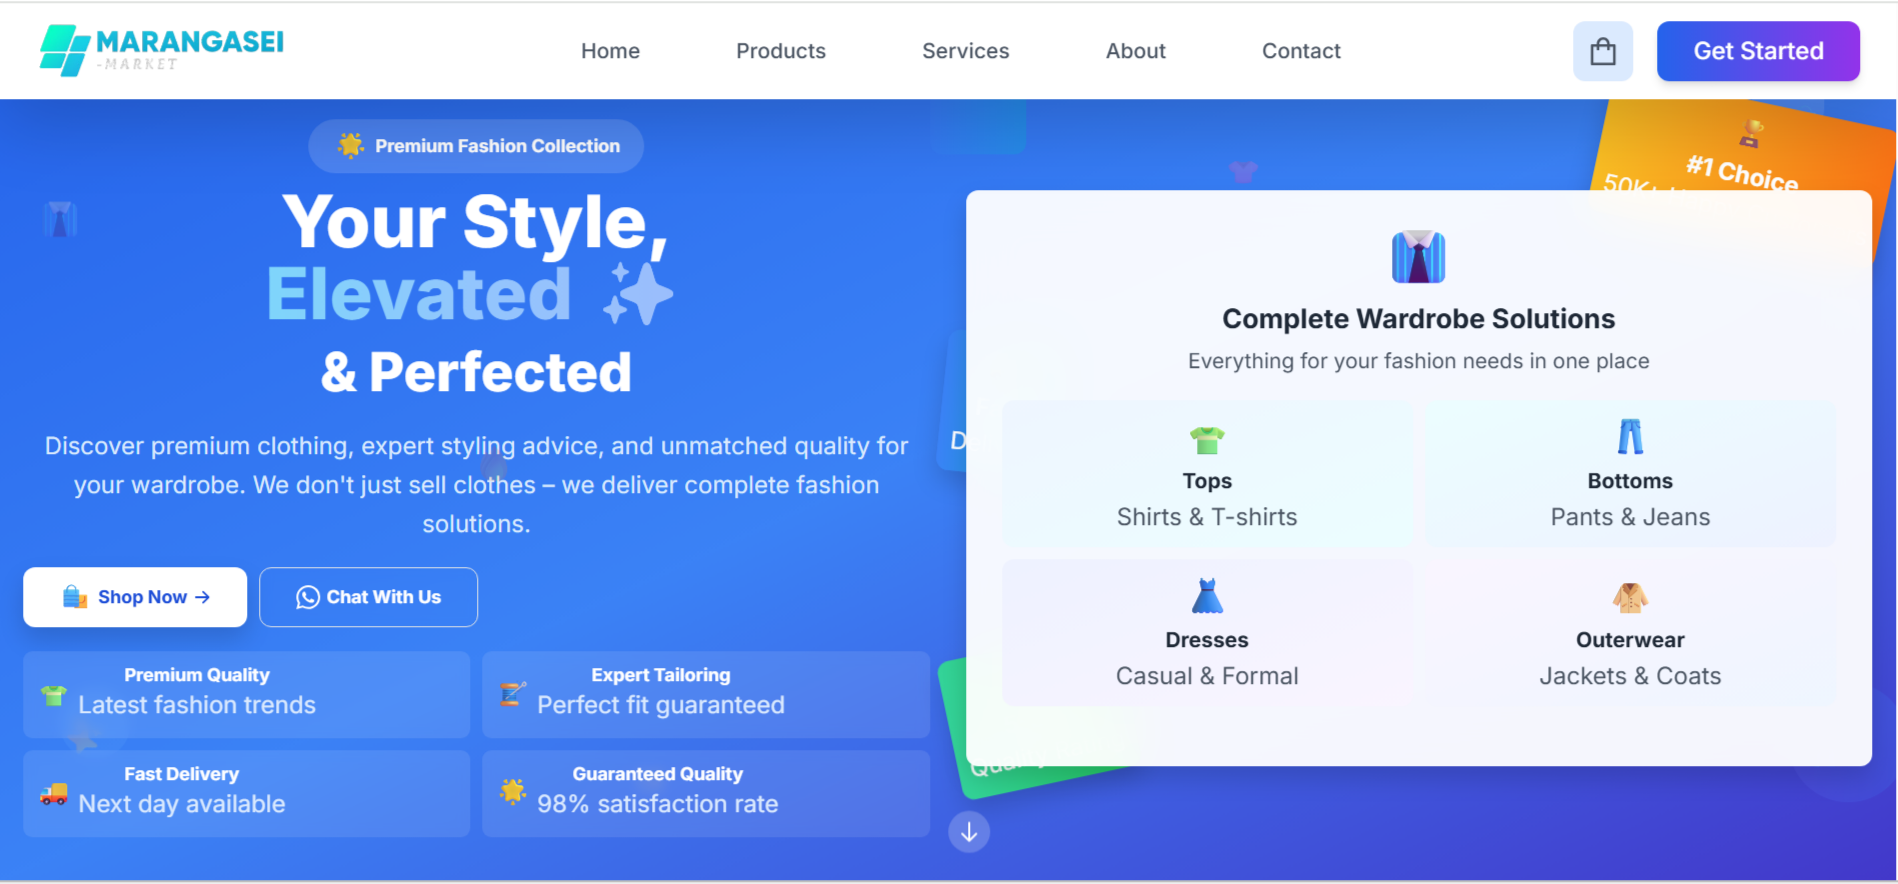 MARANGASEI
-MARKET
Home
Products
Services
About
Contact
Get Started
Premium Fashion Collection
Your Style,
Elevated
& Perfected
Discover premium clothing, expert styling advice, and unmatched quality for
your wardrobe. We don't just sell clothes – we deliver complete fashion
solutions.
Shop Now →
Chat With Us
Premium Quality
Latest fashion trends
Expert Tailoring
Perfect fit guaranteed
Fast Delivery
Next day available
Guaranteed Quality
98% satisfaction rate
#1 Choice
Complete Wardrobe Solutions
Everything for your fashion needs in one place
Tops
Shirts & T-shirts
Bottoms
Pants & Jeans
Dresses
Casual & Formal
Outerwear
Jackets & Coats